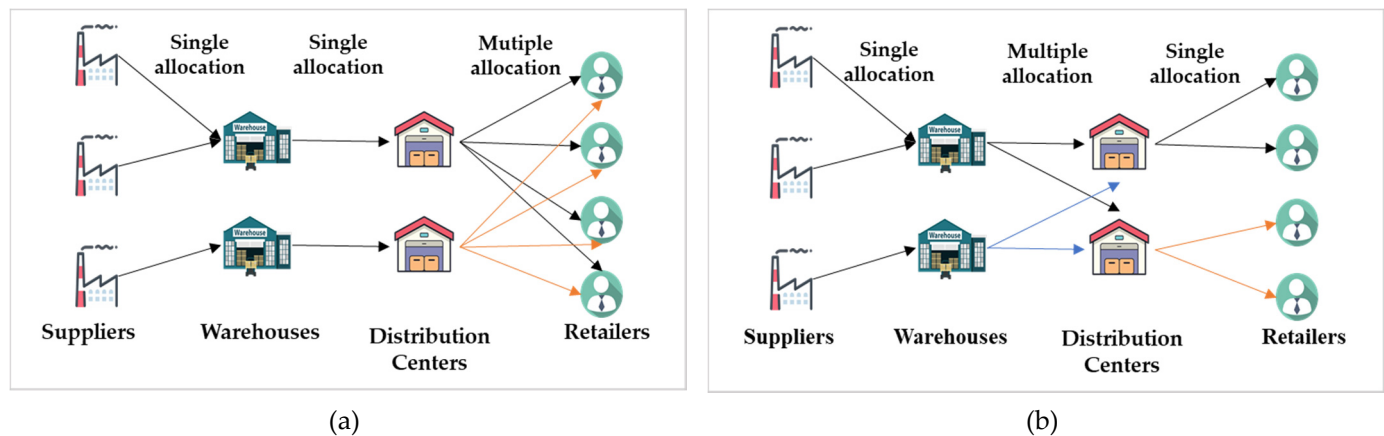 Single
allocation
Single
allocation
Mutiple
allocation
Warehouse
Warehouse
Suppliers
Warehouses
Distribution
Centers
Retailers
(a)
Single
allocation
Multiple
allocation
Single
allocation
Warehouse
Warehouse
Suppliers
Warehouses
Distribution
Centers
Retailers
(b)